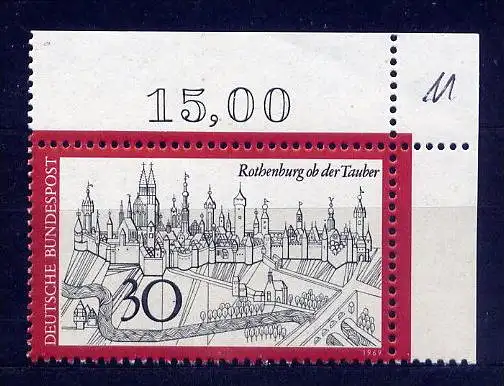 15,00
11
Rothenburg ob der Tauber
DEUTSCHE BUNDESPOST
30
1969